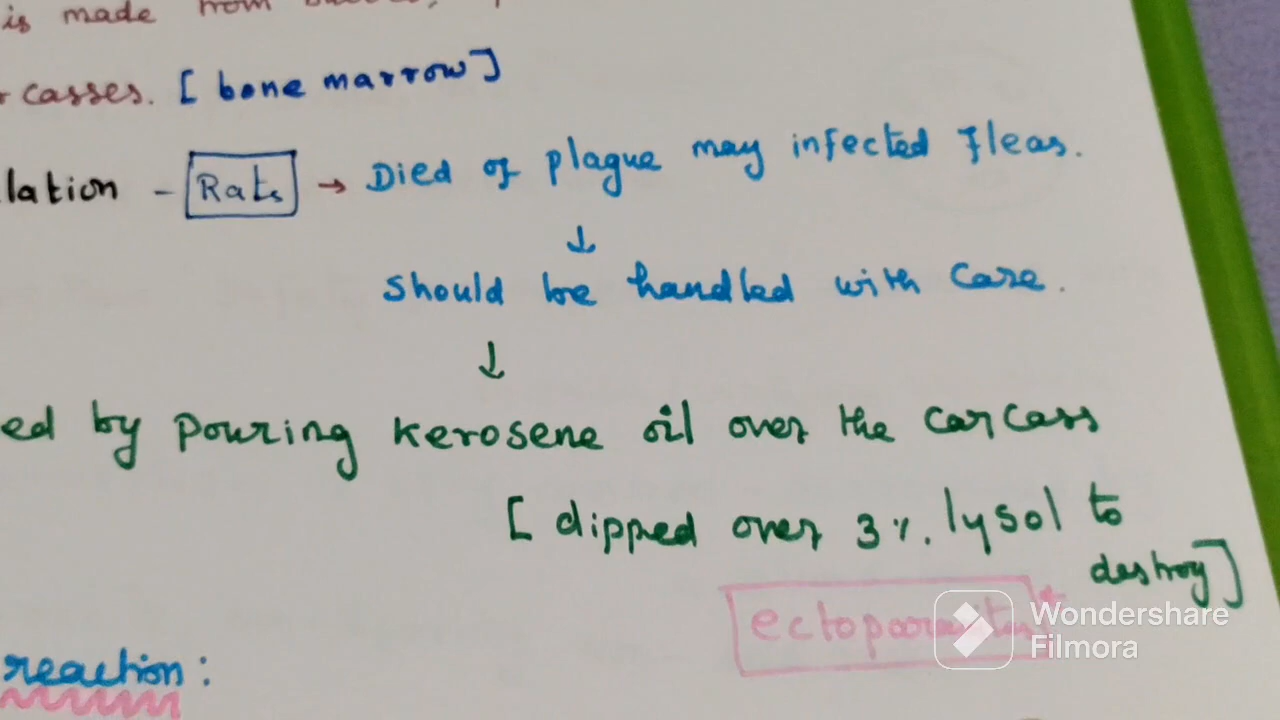 is made from
casses. [ bone marrow ]
lation - Rats → Died of plague may infected fleas.
↓
should be handled with care.
↓
ed by pouring kerosene oil over the carcass
[ dipped over 3%. lysol to
destroy ]
Wondershare
Filmora
reaction :